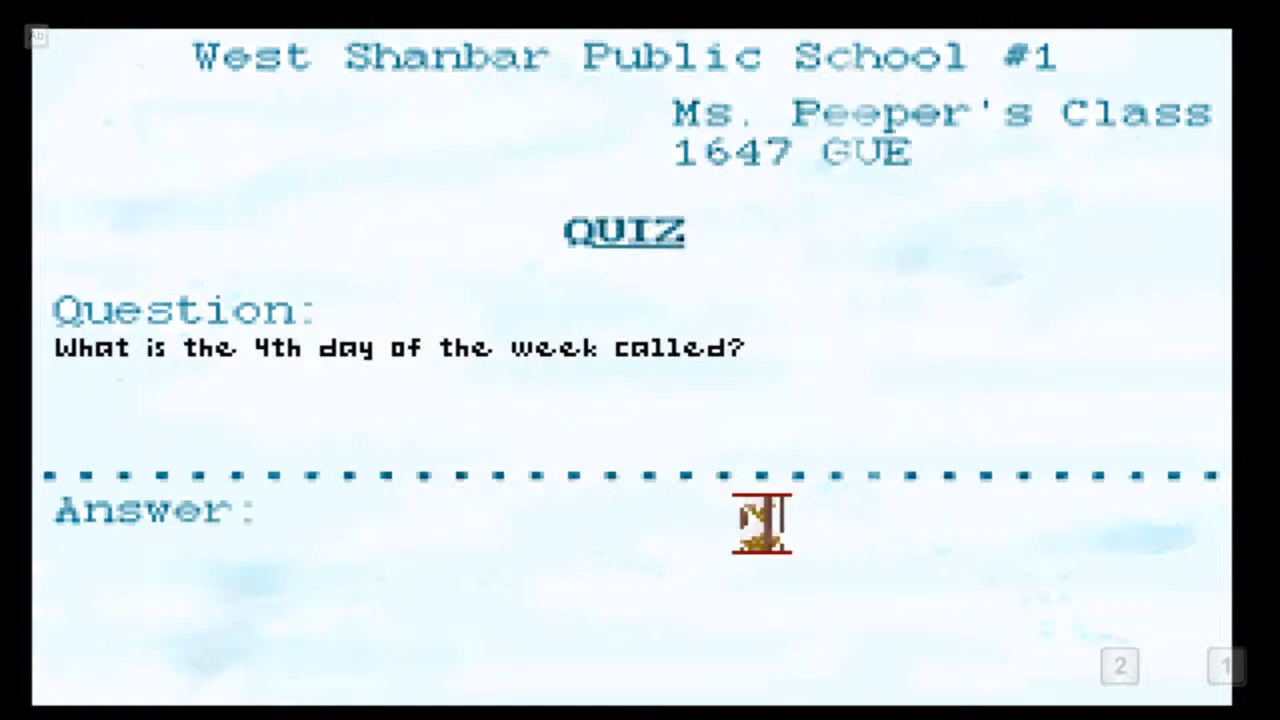 Ab
West Shanbar Public School #1
Ms. Peeper's Class
1647 GUE
QUIZ
Question:
What is the 4th day of the week called?
Answer:
2 1